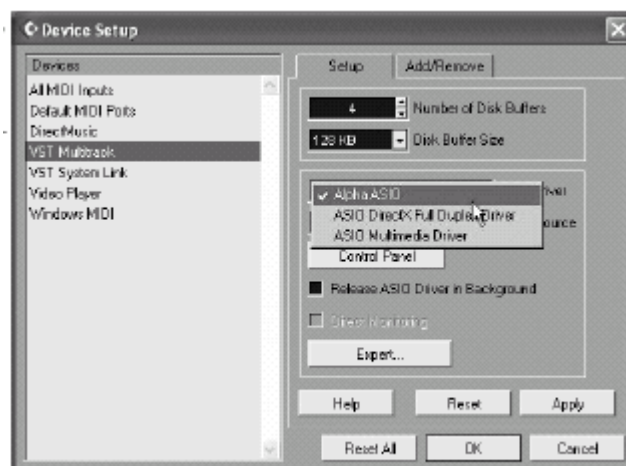 Device Setup
Devices
All MIDI Inputs
Default MIDI Ports
DirectMusic
VST Multitrack
VST System Link
Video Player
Windows MIDI
Setup
Add/Remove
4 Number of Disk Buffers
128 KB Disk Buffer Size
Alpha ASIO
ASIO DirectX Full Duplex Driver
ASIO Multimedia Driver
Control Panel
Release ASIO Driver in Background
Direct Monitoring
Expert...
Help Reset Apply
Reset All OK Cancel